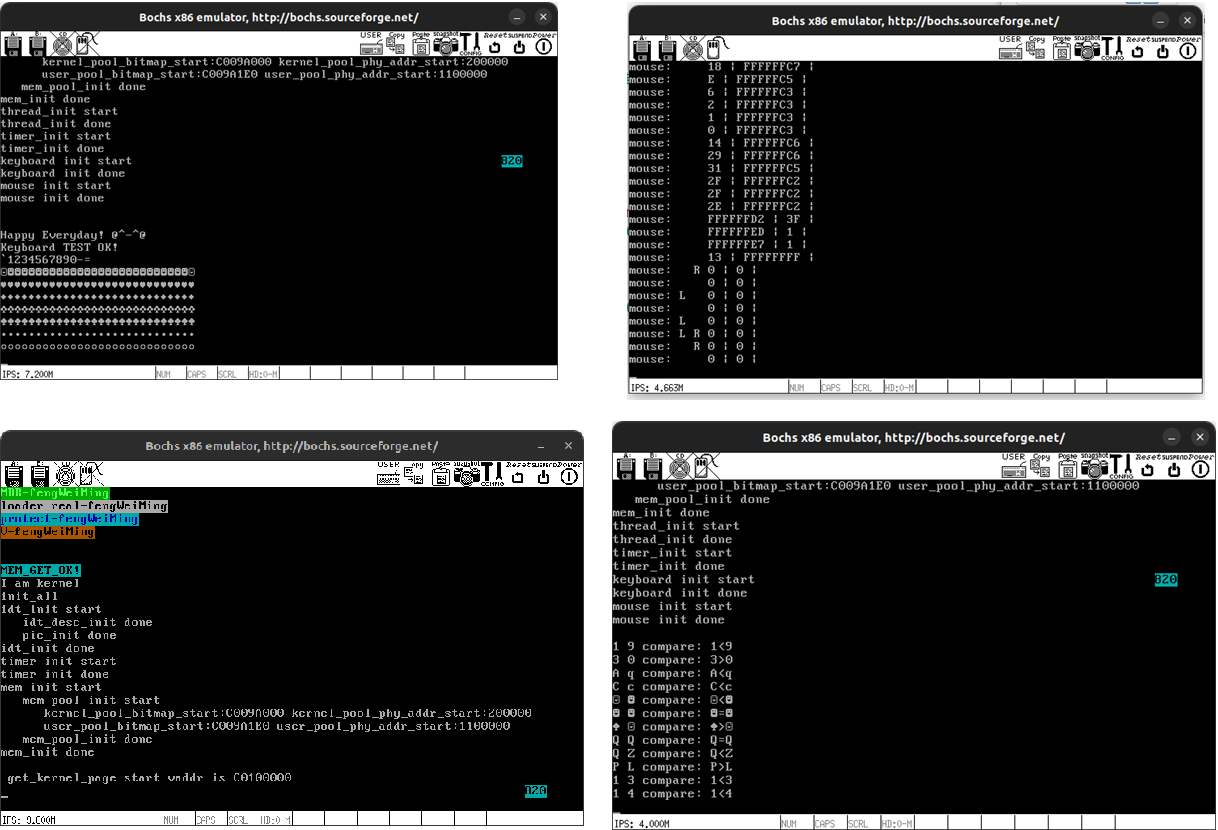 Bochs x86 emulator, http://bochs.sourceforge.net/
A: B: CD USER Copy Paste snapshot CONFIG Reset SUSPEND Power
kernel_pool_bitmap_start:C009A000 kernel_pool_phy_addr_start:200000
user_pool_bitmap_start:C009A1E0 user_pool_phy_addr_start:1100000
mem_pool_init done
mem_init done
thread_init start
thread_init done
timer_init start
timer_init done
keyboard init start
820
keyboard init done
mouse init start
mouse init done
Happy Everyday! @^-^@
Keyboard TEST OK!
`1234567890-=
IPS: 7.200M NUM CAPS SCRL HD:0-M
Bochs x86 emulator, http://bochs.sourceforge.net/
A: B: CD USER Copy Paste snapshot CONFIG Reset SUSPEND Power
mouse: 18 | FFFFFFC7 |
mouse: E | FFFFFFC5 |
mouse: 6 | FFFFFFC3 |
mouse: 2 | FFFFFFC3 |
mouse: 1 | FFFFFFC3 |
mouse: 0 | FFFFFFC3 |
mouse: 14 | FFFFFFC6 |
mouse: 29 | FFFFFFC6 |
mouse: 31 | FFFFFFC5 |
mouse: 2F | FFFFFFC2 |
mouse: 2F | FFFFFFC2 |
mouse: 2E | FFFFFFC2 |
mouse: FFFFFFD2 | 3F |
mouse: FFFFFFED | 1 |
mouse: FFFFFFE7 | 1 |
mouse: 13 | FFFFFFFF |
mouse: R 0 | 0 |
mouse: 0 | 0 |
mouse: L 0 | 0 |
mouse: 0 | 0 |
mouse: L 0 | 0 |
mouse: L R 0 | 0 |
mouse: R 0 | 0 |
mouse: 0 | 0 |
IPS: 4.663M NUM CAPS SCRL HD:0-M
Bochs x86 emulator, http://bochs.sourceforge.net/
A: B: CD USER Copy Paste snapshot CONFIG Reset SUSPEND Power
MBR-fengWeiMing
loader real-fengWeiMing
protect-fengWeiMing
V-fengWeiMing
MEM_GET_OK!
I am kernel
init_all
idt_init start
idt_desc_init done
pic_init done
idt_init done
timer init start
timer init done
mem init start
mem pool init start
kernel_pool_bitmap_start:C009A000 kernel_pool_phy_addr_start:200000
user_pool_bitmap_start:C009A1E0 user_pool_phy_addr_start:1100000
mem_pool_init done
mem_init done
get_kernel_page start vaddr is C0100000
820
NUM CAPS SCRL HD:0-M
Bochs x86 emulator, http://bochs.sourceforge.net/
A: B: CD USER Copy Paste snapshot CONFIG Reset SUSPEND Power
user_pool_bitmap_start:C009A1E0 user_pool_phy_addr_start:1100000
mem_pool_init done
mem_init done
thread_init start
thread_init done
timer_init start
timer_init done
keyboard init start
820
keyboard init done
mouse init start
mouse init done
1 9 compare: 1<9
3 0 compare: 3>0
A q compare: A<q
C c compare: C<c
☺ ☻ compare: ☺<☻
☻ ☻ compare: ☻=☻
♠ ☺ compare: ♠>☺
Q Q compare: Q=Q
Q Z compare: Q<Z
P L compare: P>L
1 3 compare: 1<3
1 4 compare: 1<4
IPS: 4.000M NUM CAPS SCRL HD:0-M